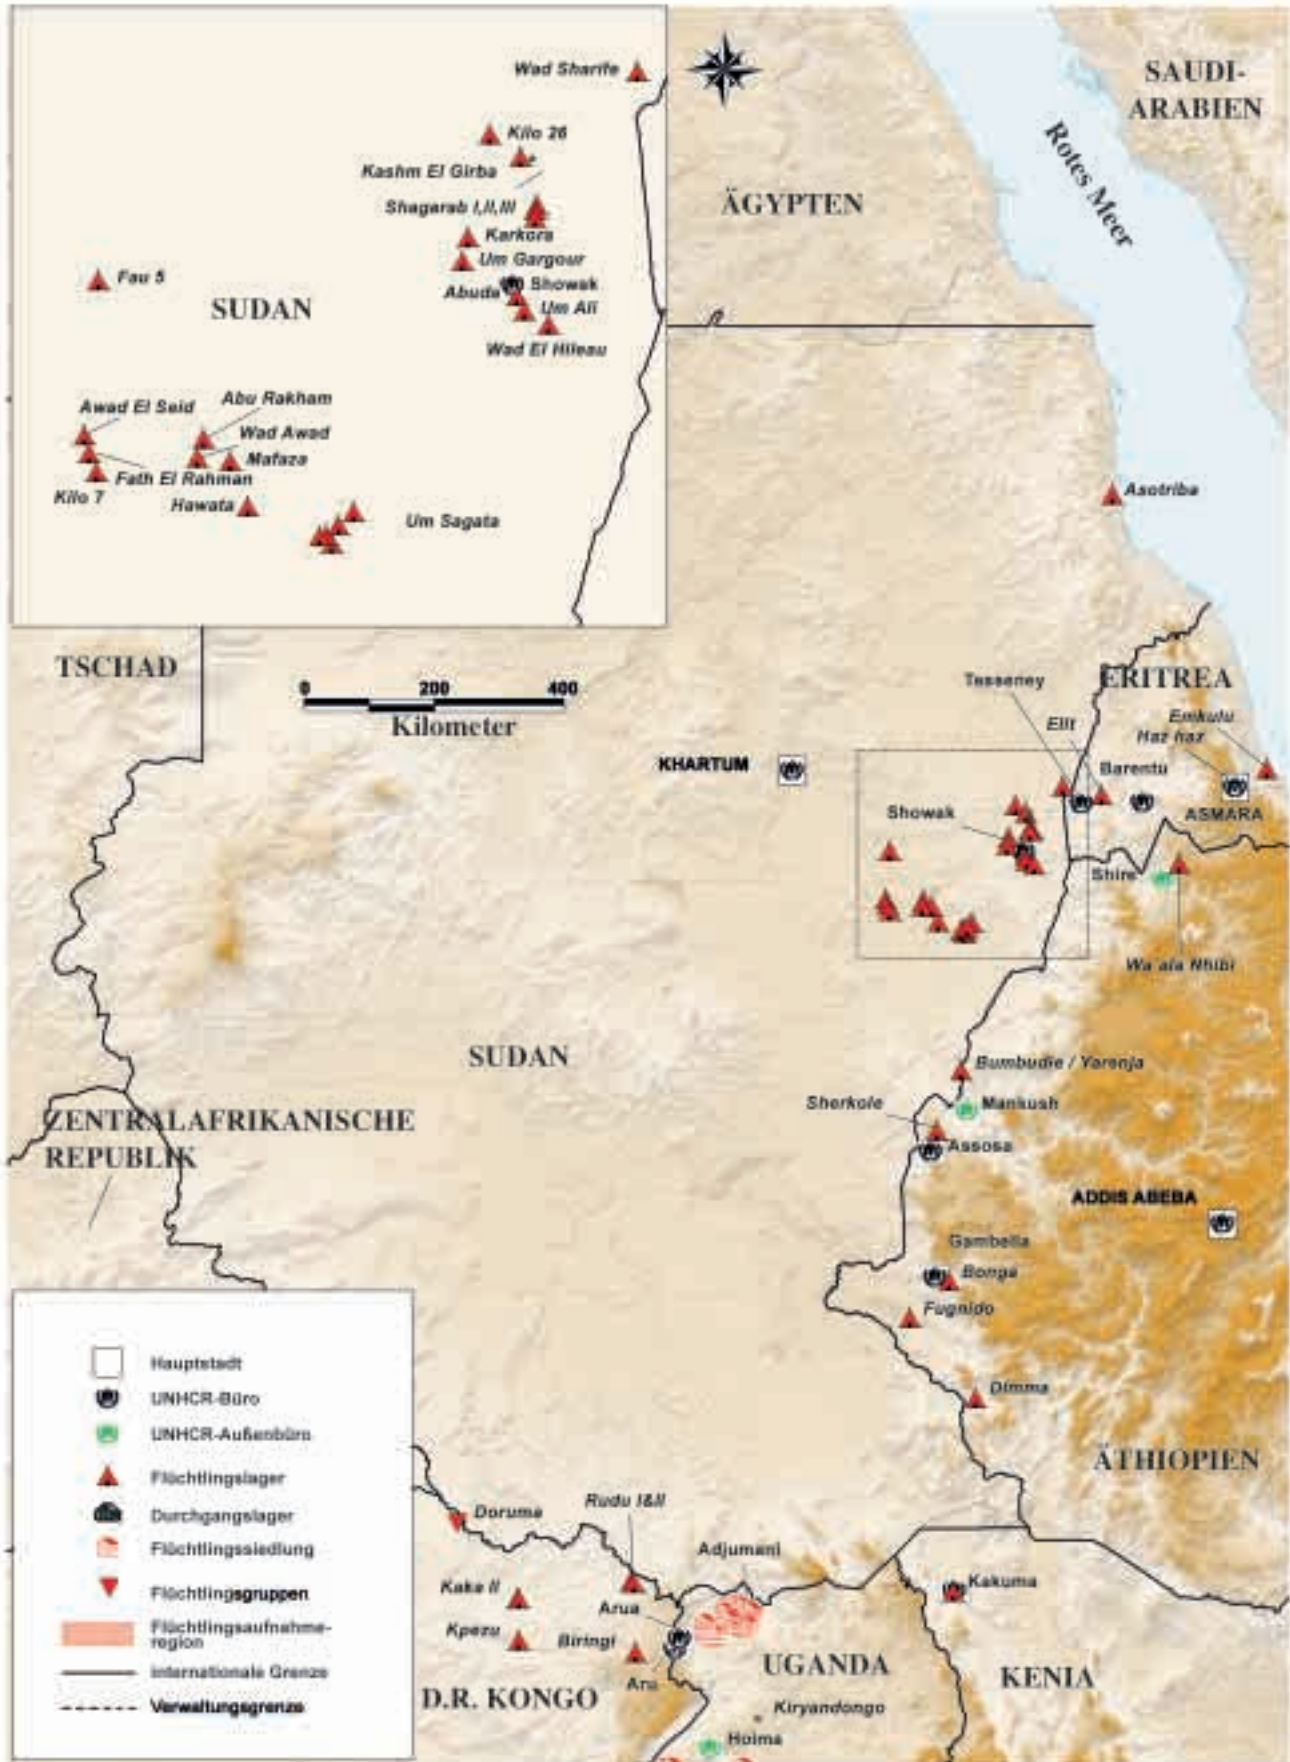 Wad Sharife
Kilo 26
Kashm El Girba
Shagarab I,II,III
Karkora
Um Gargour
Fau 5
Showak
Abuda
SUDAN
Um Ali
Wad El Hileau
Abu Rakham
Awad El Seid
Wad Awad
Mafaza
Fath El Rahman
Kilo 7
Hawata
Um Sagata
SAUDI-
ARABIEN
Rotes Meer
ÄGYPTEN
Asotriba
TSCHAD
0 200 400
Kilometer
Tesseney
ERITREA
Elit
Emkulu
Haz haz
KHARTUM
Barentu
Showak
ASMARA
Shire
Wa ala Nhibi
SUDAN
Bumbudie / Yarenja
Sherkole
Mankush
ZENTRALAFRIKANISCHE
REPUBLIK
Assosa
ADDIS ABEBA
Gambella
Bonga
Fugnido
Dimma
ÄTHIOPIEN
Hauptstadt
UNHCR-Büro
UNHCR-Außenbüro
Flüchtlingslager
Durchgangslager
Flüchtlingssiedlung
Flüchtlingsgruppen
Flüchtlingsaufnahme-
region
internationale Grenze
Verwaltungsgrenze
Doruma
Rudu I&II
Adjumani
Kaka II
Kakuma
Arua
Kpezu
Biringi
UGANDA
KENIA
Aru
D.R. KONGO
Kiryandongo
Hoima